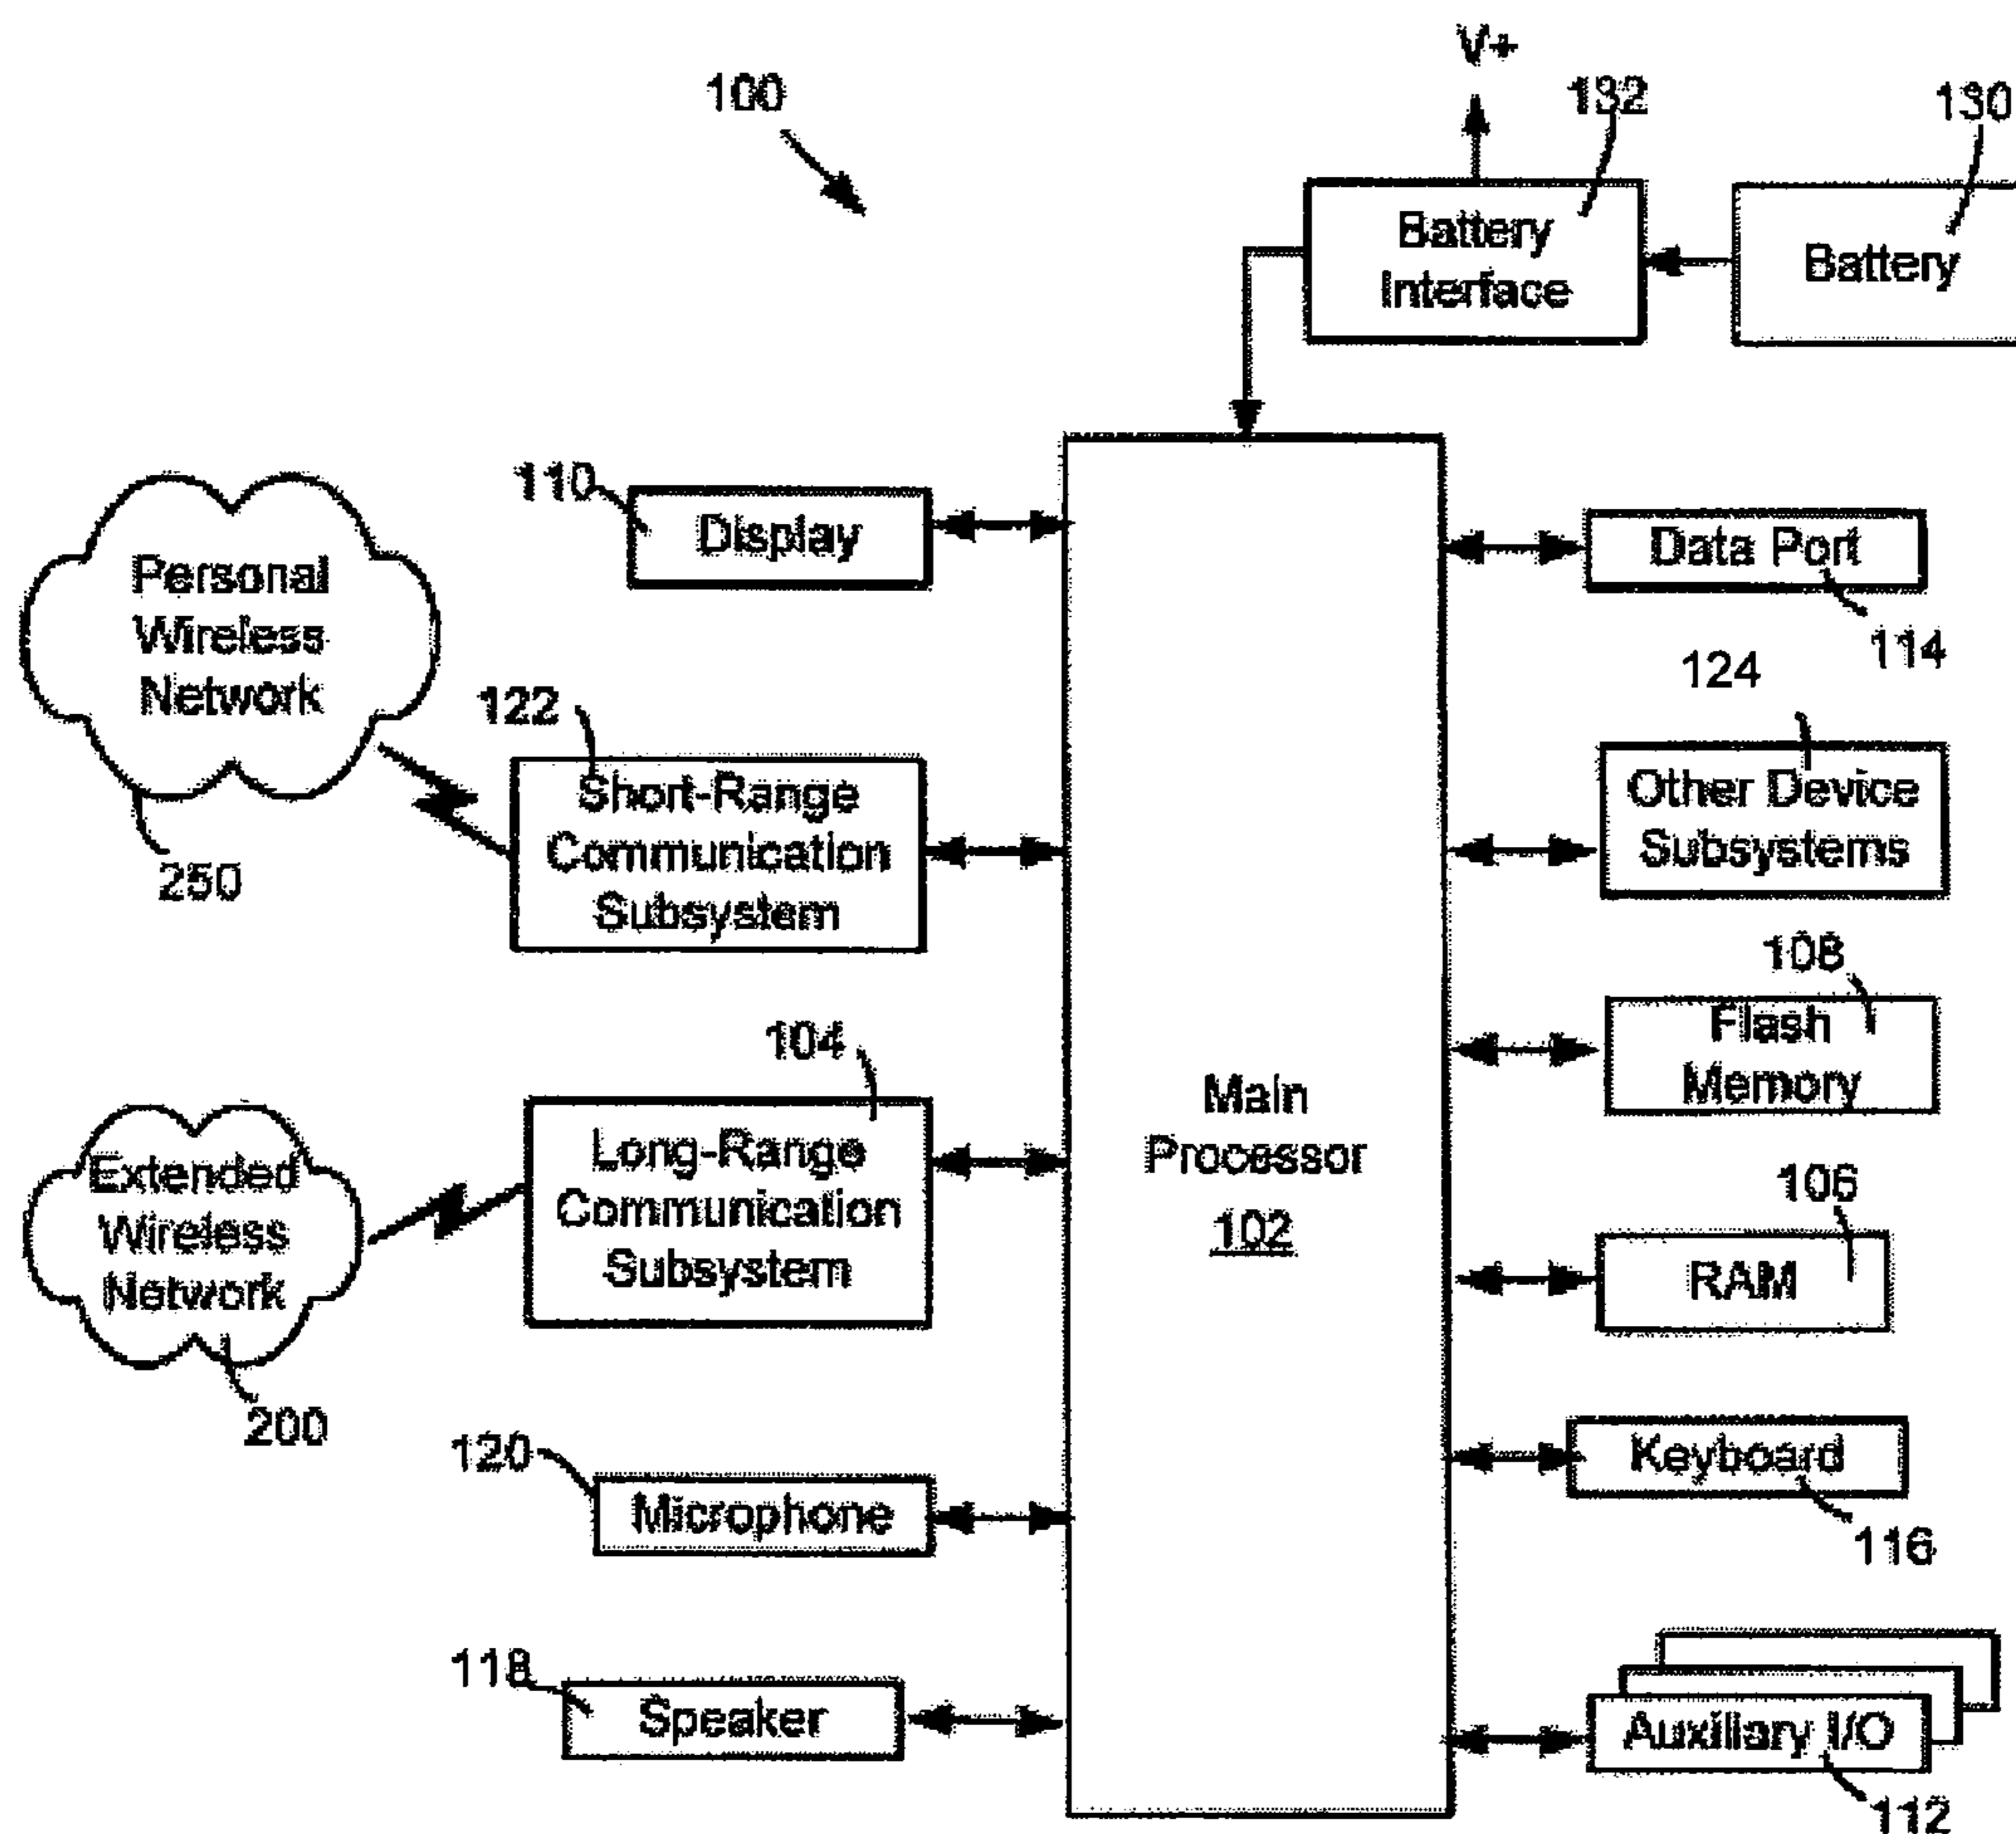 V+
100
132
130
Battery
Interface
Battery
110
Display
Data Port
114
Personal
Wireless
Network
250
122
Short-Range
Communication
Subsystem
124
Other Device
Subsystems
108
Flash
Memory
104
Long-Range
Communication
Subsystem
Extended
Wireless
Network
200
Main
Processor
102
106
RAM
120
Microphone
Keyboard
116
118
Speaker
Auxiliary I/O
112